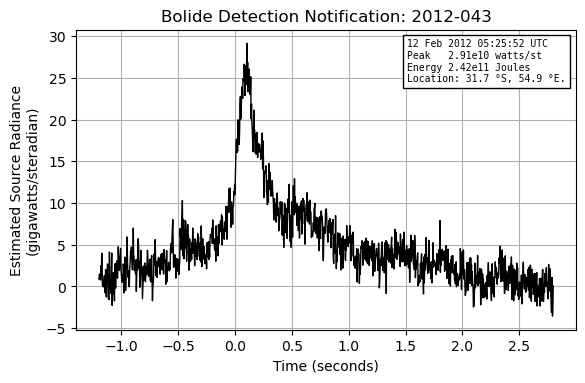 Bolide Detection Notification: 2012-043
12 Feb 2012 05:25:52 UTC
Peak   2.91e10 watts/st
Energy 2.42e11 Joules
Location: 31.7 °S, 54.9 °E.
Estimated Source Radiance
(gigawatts/steradian)
30
25
20
15
10
5
0
−5
−1.0 −0.5 0.0 0.5 1.0 1.5 2.0 2.5
Time (seconds)